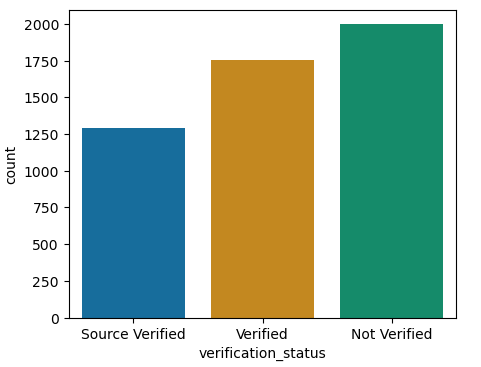 2000
1750
1500
1250
1000
750
500
250
0
count
Source Verified
Verified
Not Verified
verification_status